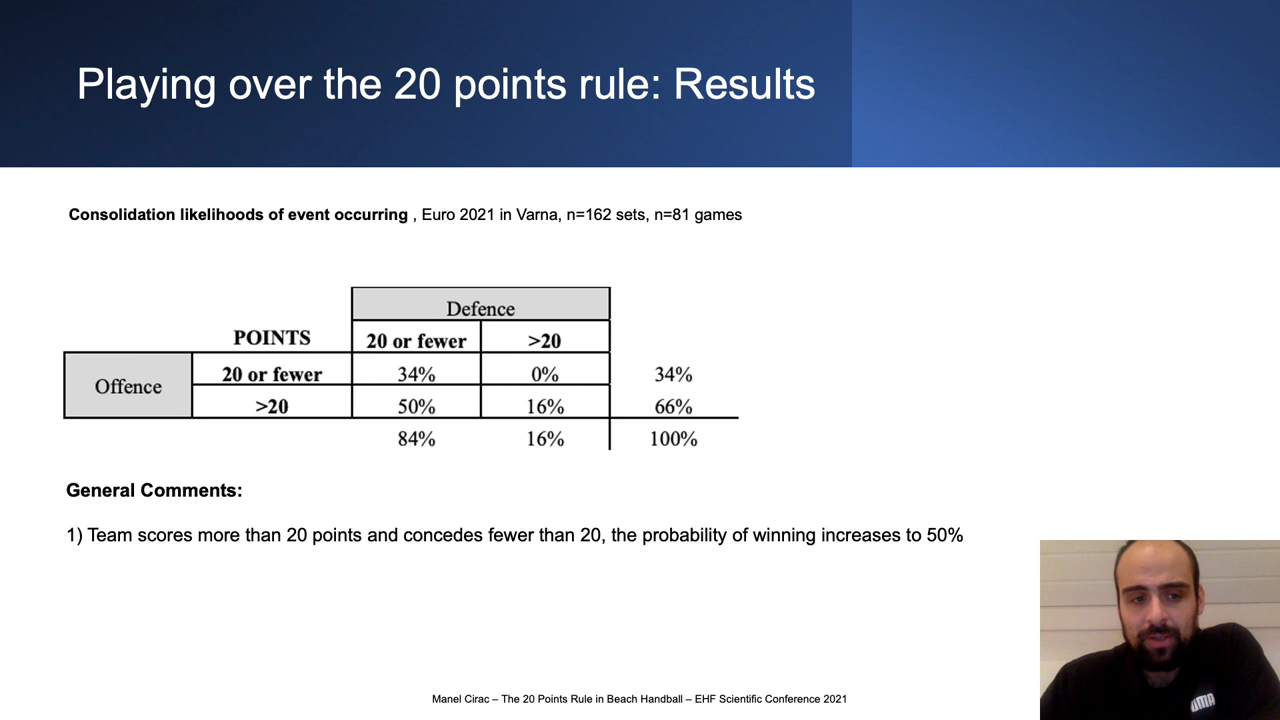 Playing over the 20 points rule: Results
Consolidation likelihoods of event occurring , Euro 2021 in Varna, n=162 sets, n=81 games
Defence
POINTS 20 or fewer >20
Offence 20 or fewer 34% 0% 34%
>20 50% 16% 66%
84% 16% 100%
General Comments:
1) Team scores more than 20 points and concedes fewer than 20, the probability of winning increases to 50%
Manel Cirac – The 20 Points Rule in Beach Handball – EHF Scientific Conference 2021